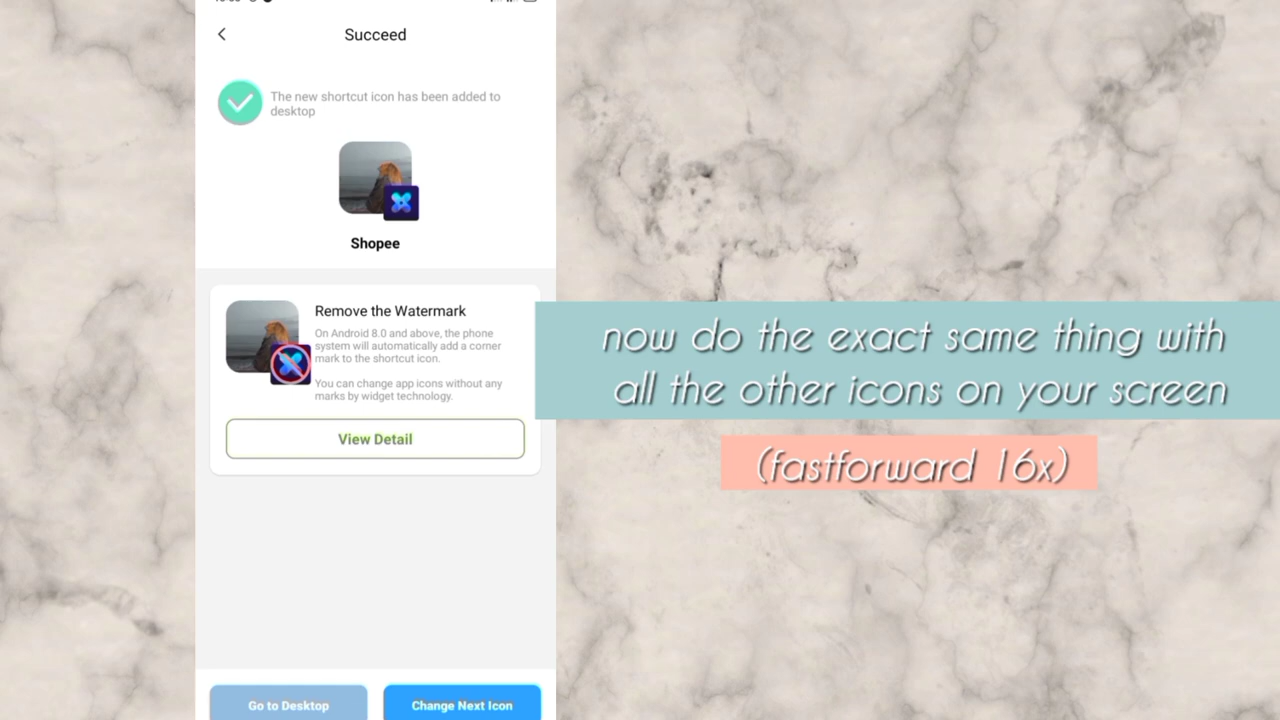 Succeed
The new shortcut icon has been added to
desktop
Shopee
Remove the Watermark
On Android 8.0 and above, the phone
system will automatically add a corner
mark to the shortcut icon.
You can change app icons without any
marks by widget technology.
View Detail
Go to Desktop
Change Next Icon
now do the exact same thing with
all the other icons on your screen
(fastforward 16x)